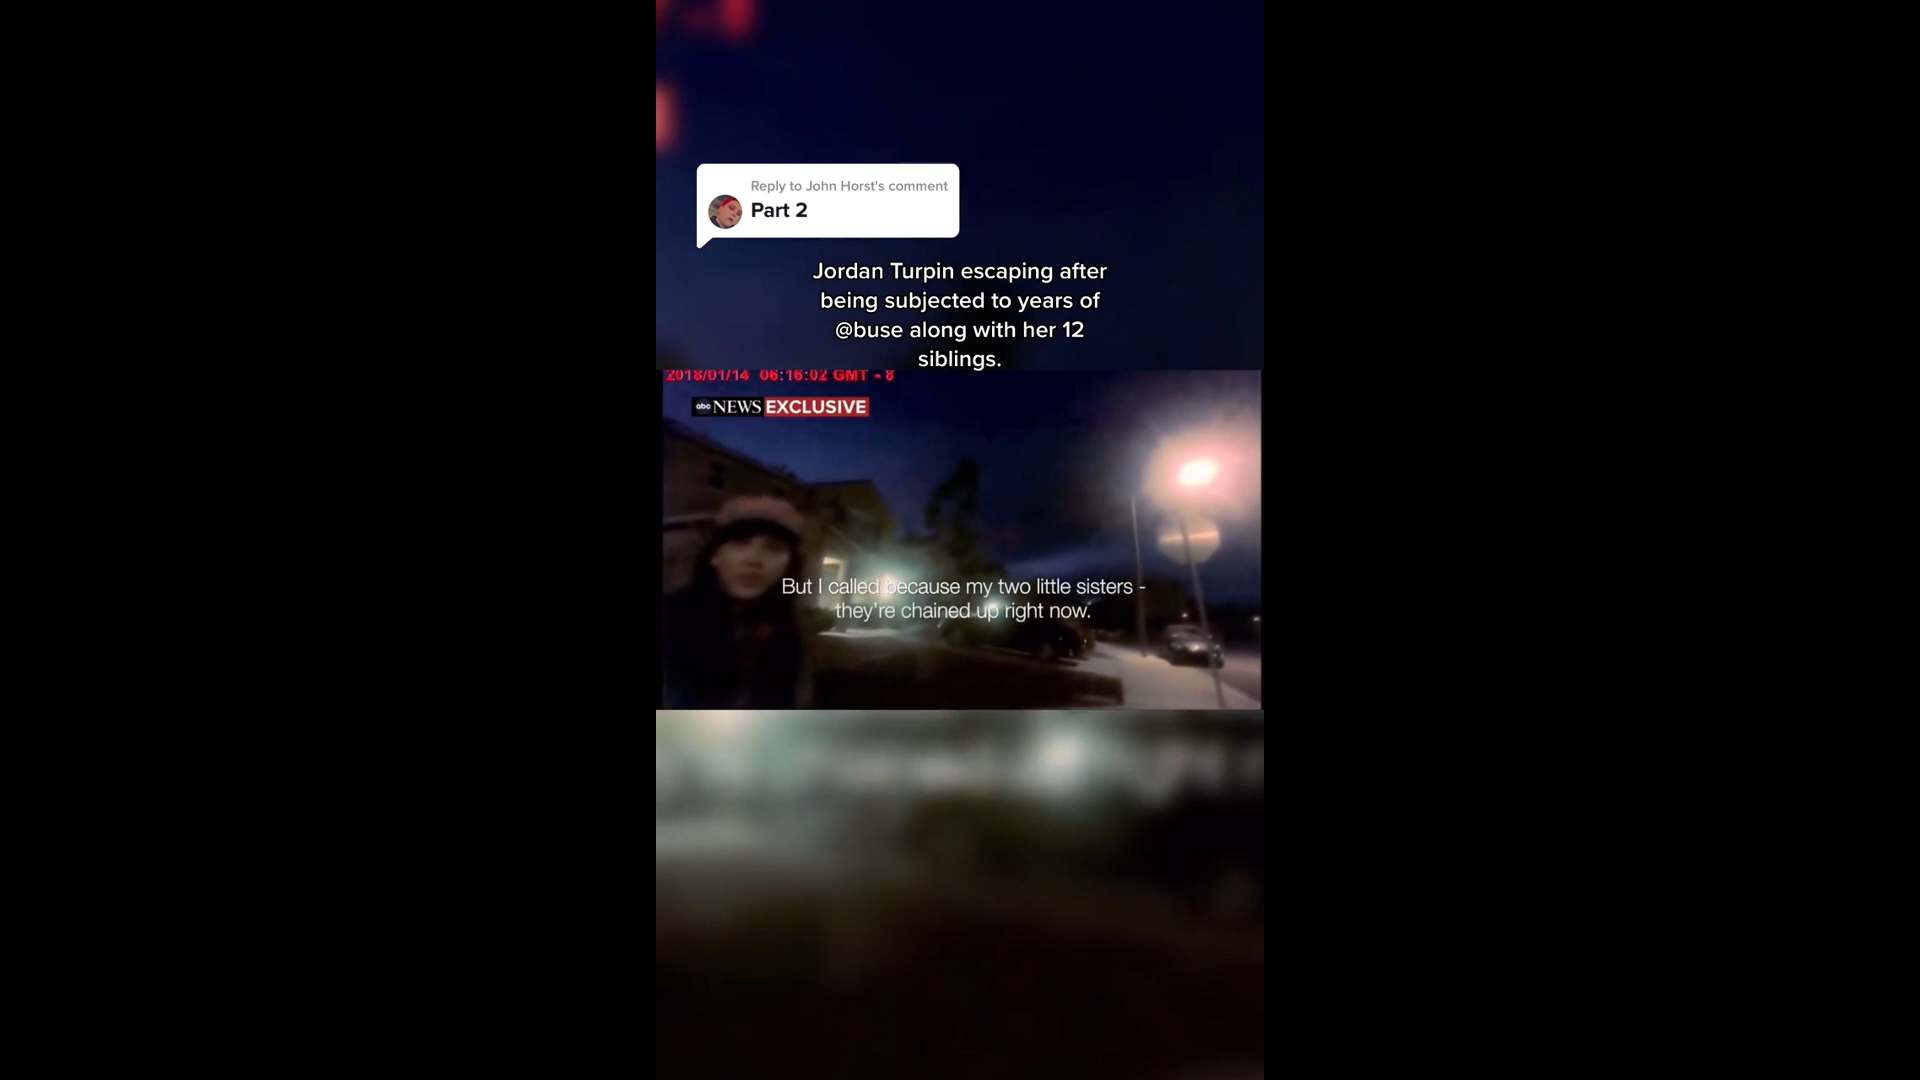 Reply to John Horst's comment
Part 2
Jordan Turpin escaping after
being subjected to years of
@buse along with her 12
siblings.
2018/01/14 06:16:02 GMT - 8
abc NEWS EXCLUSIVE
But I called because my two little sisters -
they're chained up right now.